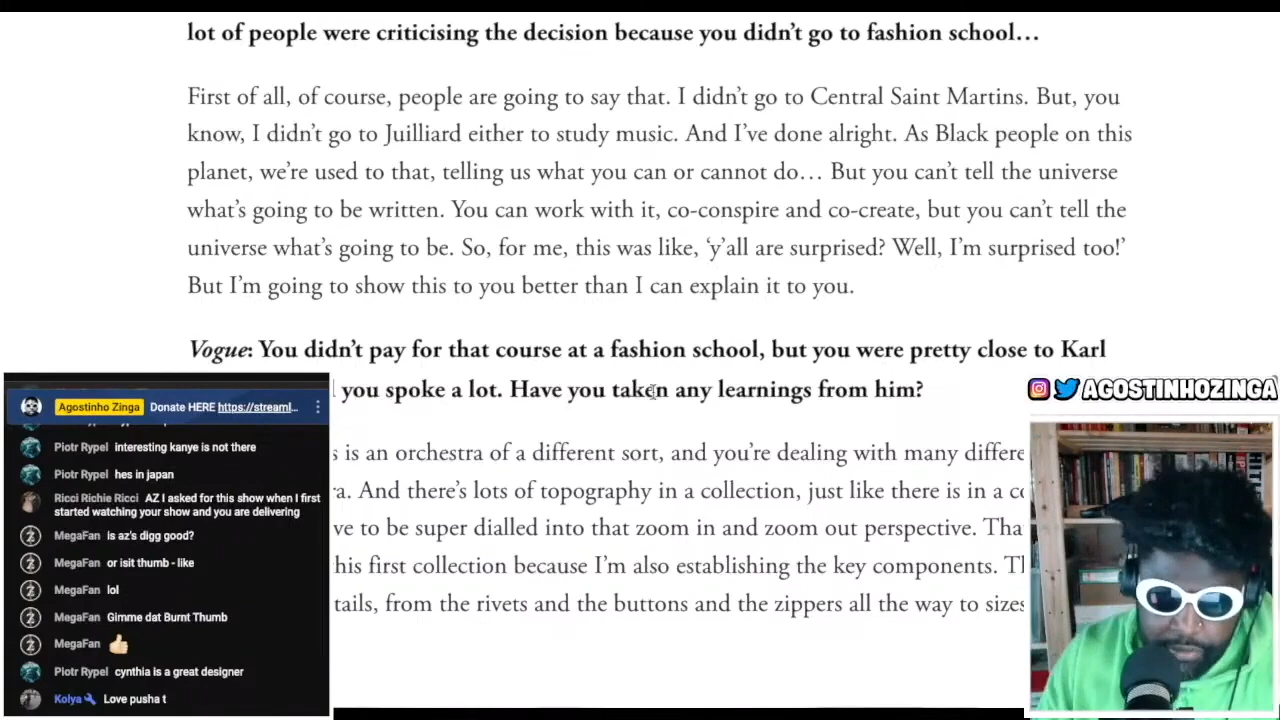 lot of people were criticising the decision because you didn’t go to fashion school…
First of all, of course, people are going to say that. I didn’t go to Central Saint Martins. But, you
know, I didn’t go to Juilliard either to study music. And I’ve done alright. As Black people on this
planet, we’re used to that, telling us what you can or cannot do… But you can’t tell the universe
what’s going to be written. You can work with it, co-conspire and co-create, but you can’t tell the
universe what’s going to be. So, for me, this was like, ‘y’all are surprised? Well, I’m surprised too!’
But I’m going to show this to you better than I can explain it to you.
Vogue: You didn’t pay for that course at a fashion school, but you were pretty close to Karl
you spoke a lot. Have you taken any learnings from him?
is an orchestra of a different sort, and you’re dealing with many
And there’s lots of topography in a collection, just like there is in a
to be super dialled into that zoom in and zoom out perspective.
first collection because I’m also establishing the key components.
from the rivets and the buttons and the zippers all the way to sizes
Agostinho Zinga Donate HERE https://streaml...
Piotr Rypel interesting kanye is not there
Piotr Rypel hes in japan
Ricci Richie Ricci AZ I asked for this show when I first
started watching your show and you are delivering
MegaFan Is az's digg good?
MegaFan or isit thumb - like
MegaFan lol
MegaFan Gimme dat Burnt Thumb
MegaFan 👍🏻
Piotr Rypel cynthia is a great designer
Kolya Love pusha t
AGOSTINHOZINGA